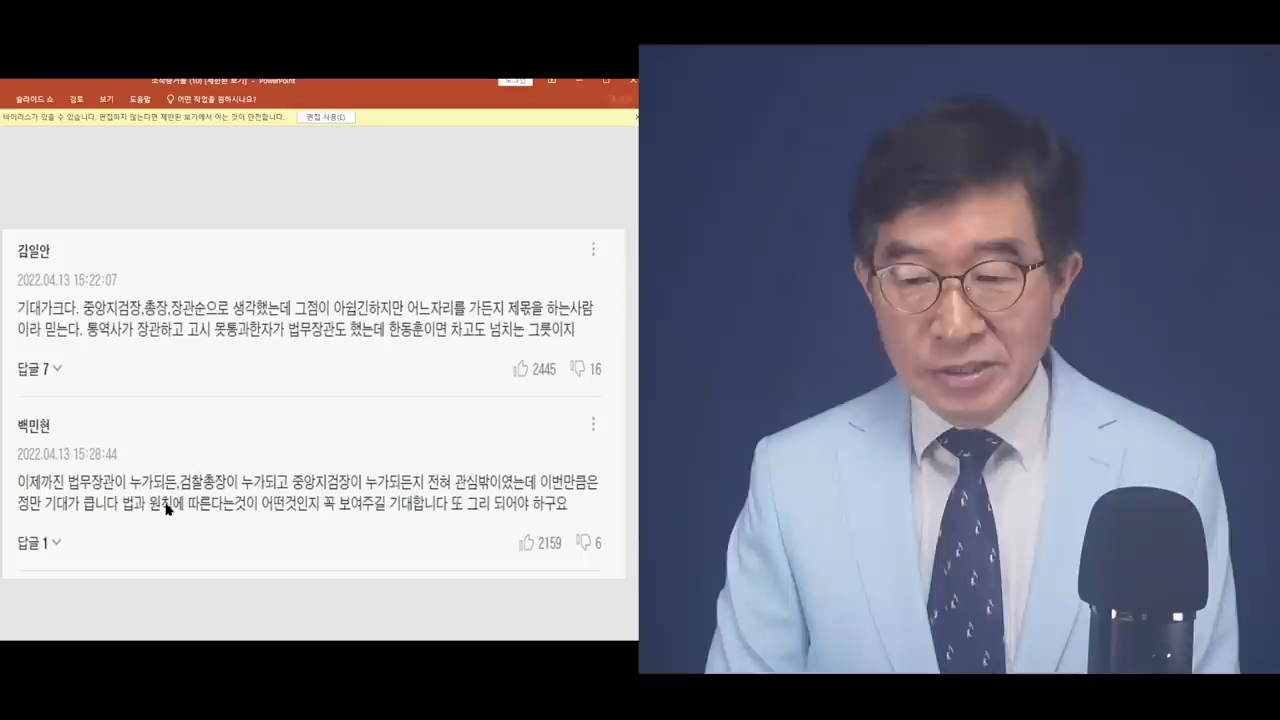 (10) [제한된 보기] - PowerPoint
슬라이드 쇼 검토 보기 도움말 어떤 작업을 원하시나요?
바이러스가 있을 수 있습니다. 편집하지 않는다면 제한된 보기에서 여는 것이 안전합니다. 편집 사용(E)
김일안
2022.04.13 15:22:07
기대가크다. 중앙지검장,총장,장관순으로 생각했는데 그점이 아쉽긴하지만 어느자리를 가든지 제몫을 하는사람
이라 믿는다. 통역사가 장관하고 고시 못통과한자가 법무장관도 했는데 한동훈이면 차고도 넘치는 그릇이지
답글 7 2445 16
백민현
2022.04.13 15:28:44
이제까진 법무장관이 누가되든,검찰총장이 누가되고 중앙지검장이 누가되든지 전혀 관심밖이였는데 이번만큼은
정만 기대가 큽니다 법과 원칙에 따른다는것이 어떤것인지 꼭 보여주길 기대합니다 또 그리 되어야 하구요
답글 1 2159 6